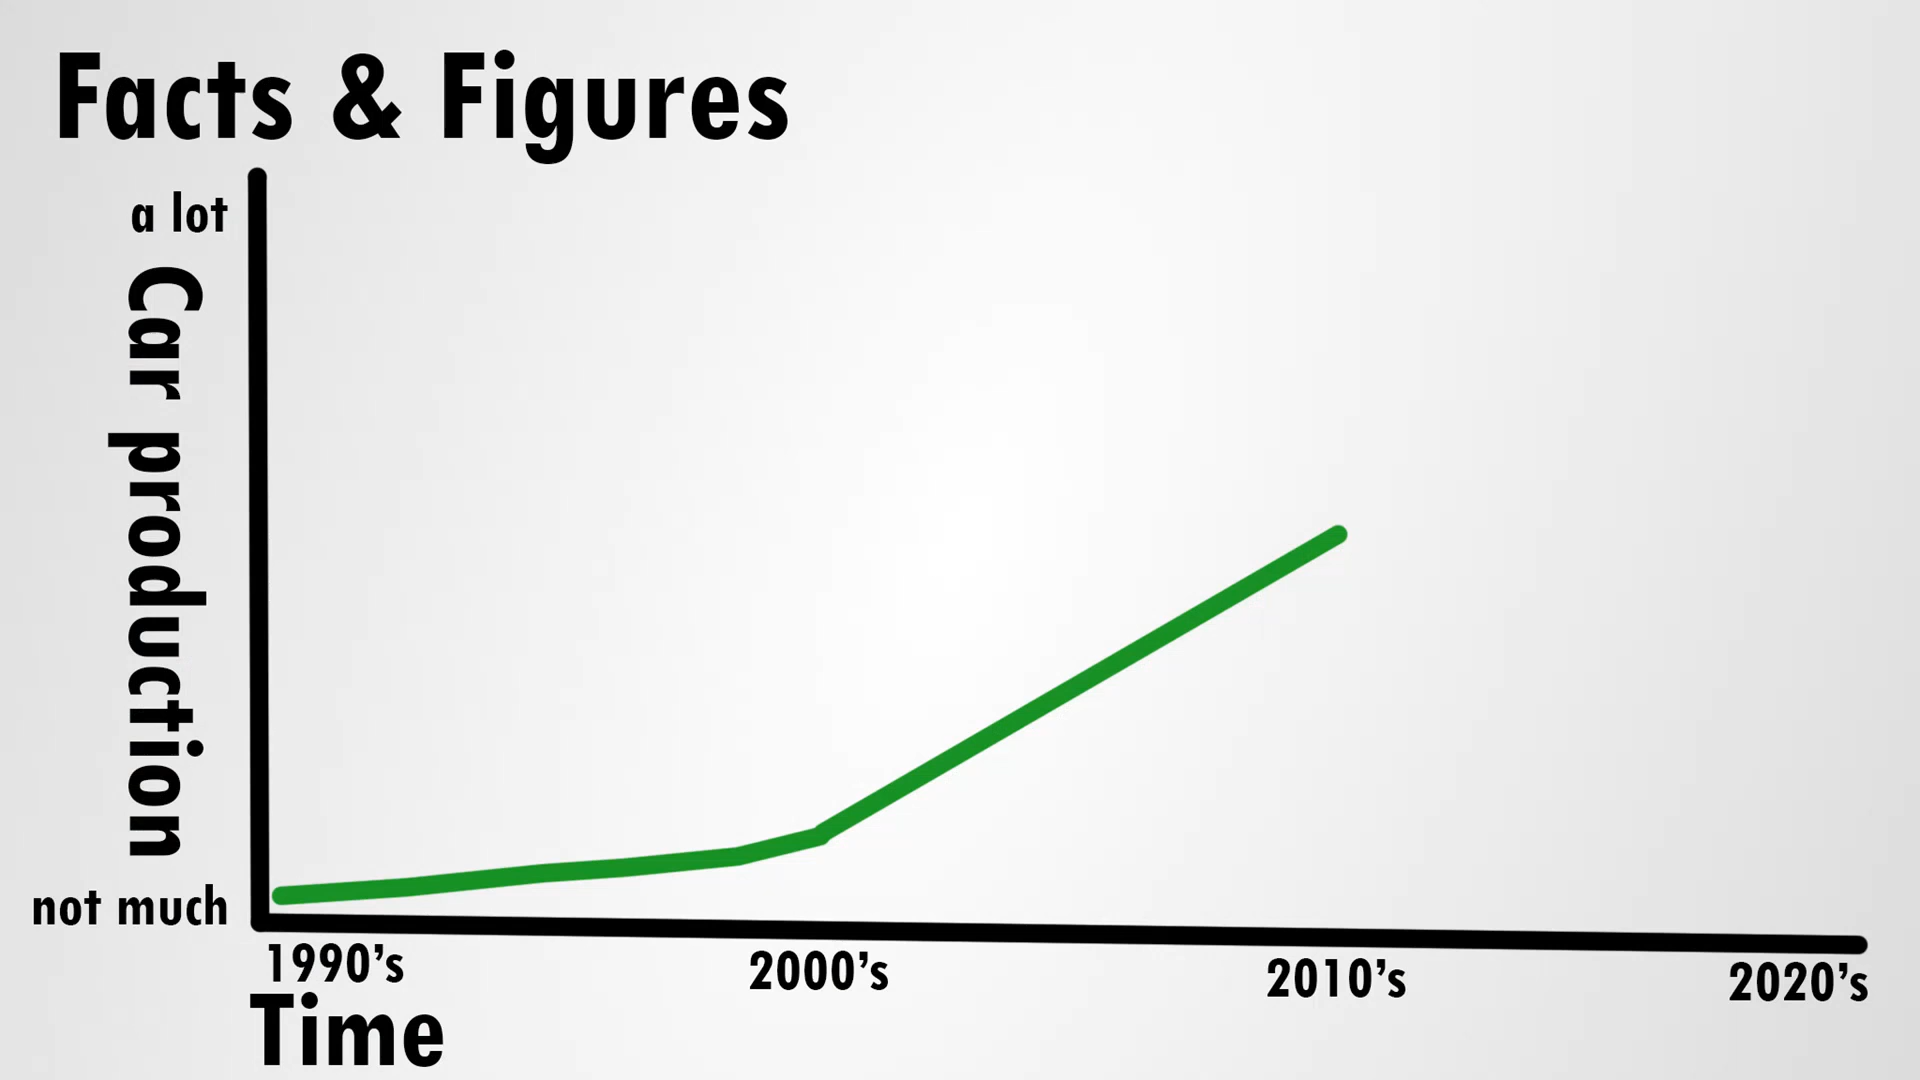 Facts & Figures
a lot
Car production
not much
1990’s
2000’s
2010’s
2020’s
Time